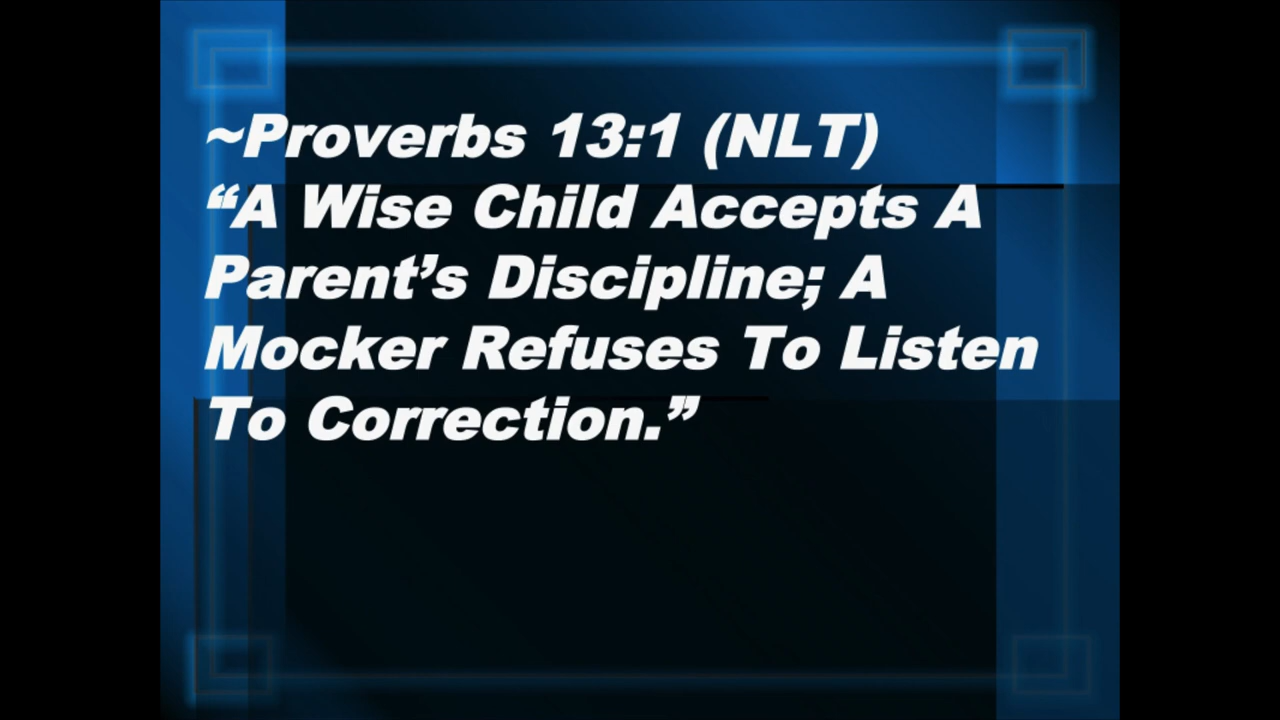 ~Proverbs 13:1 (NLT)
“A Wise Child Accepts A
Parent’s Discipline; A
Mocker Refuses To Listen
To Correction.”